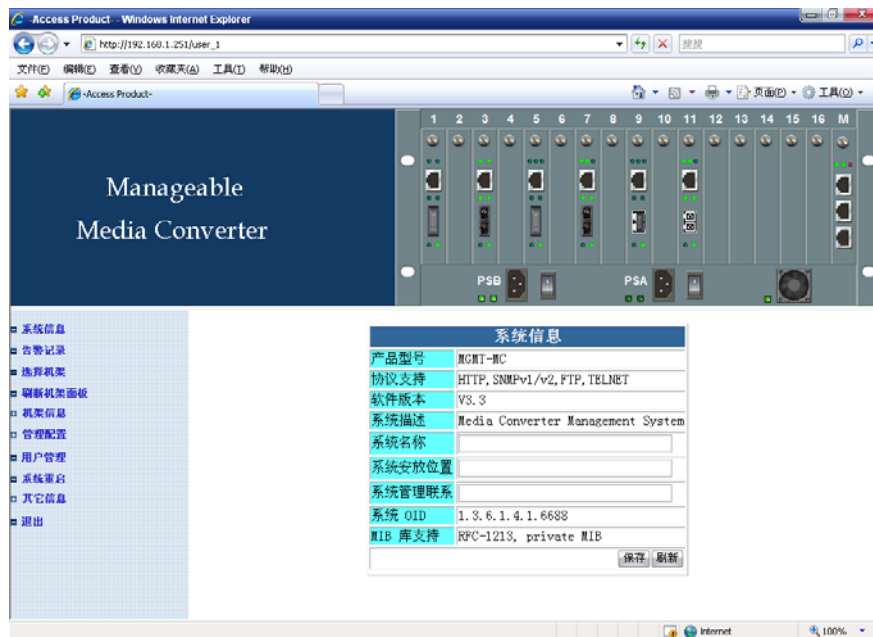 -Access Product- - Windows Internet Explorer
http://192.168.1.251/user_1
搜搜
文件(F) 编辑(E) 查看(V) 收藏夹(A) 工具(T) 帮助(H)
-Access Product-
页面(P) 工具(O)
1 2 3 4 5 6 7 8 9 10 11 12 13 14 15 16 M
Manageable
Media Converter
PSB PSA
系统信息
告警记录
选择机架
刷新机架面板
机架信息
管理配置
用户管理
系统重启
其它信息
退出
系统信息
产品型号 MGMT-MC
协议支持 HTTP,SNMPv1/v2,FTP,TELNET
软件版本 V3.3
系统描述 Media Converter Management System
系统名称
系统安放位置
系统管理联系
系统 OID 1.3.6.1.4.1.6688
MIB 库支持 RFC-1213, private MIB
保存 刷新
Internet 100%